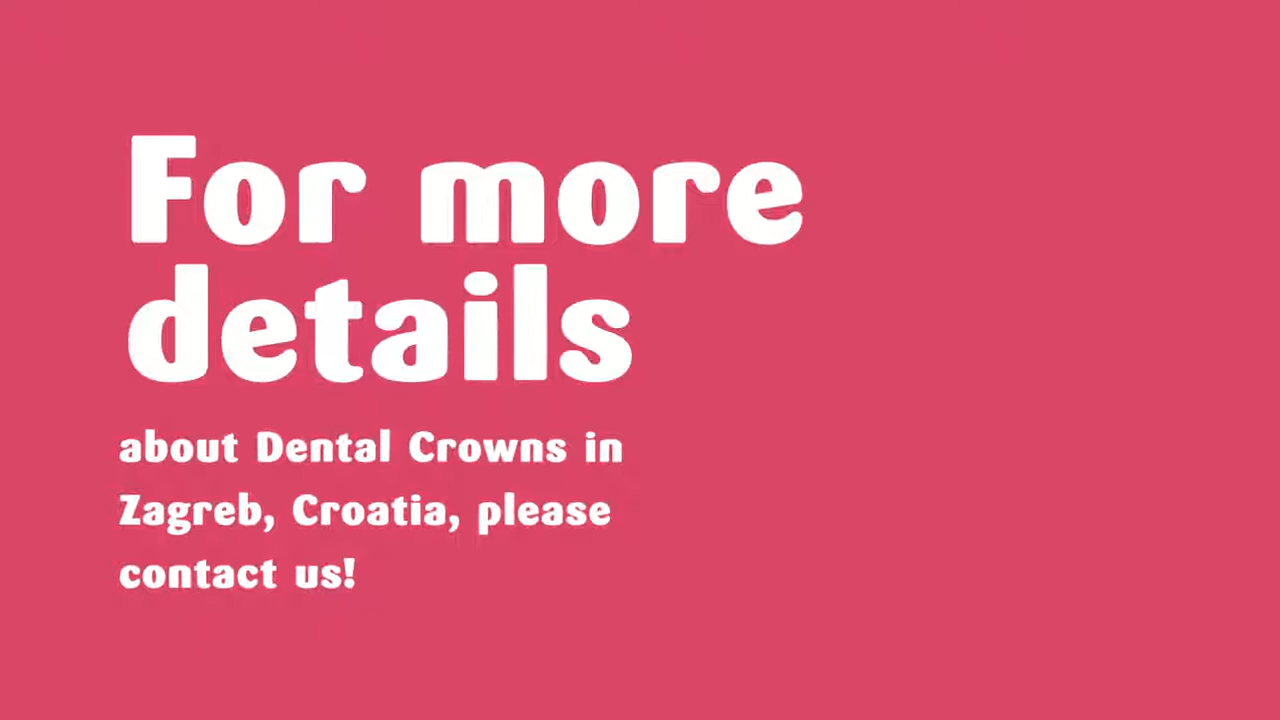 For more
details
about Dental Crowns in
Zagreb, Croatia, please
contact us!